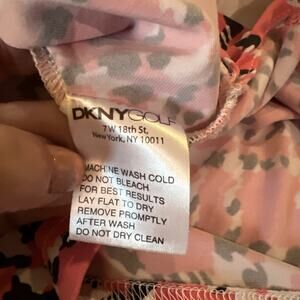 DKNYGOLF
7 W 18th St.
New York, NY 10011
MACHINE WASH COLD
DO NOT BLEACH
FOR BEST RESULTS
LAY FLAT TO DRY
REMOVE PROMPTLY
AFTER WASH
DO NOT DRY CLEAN